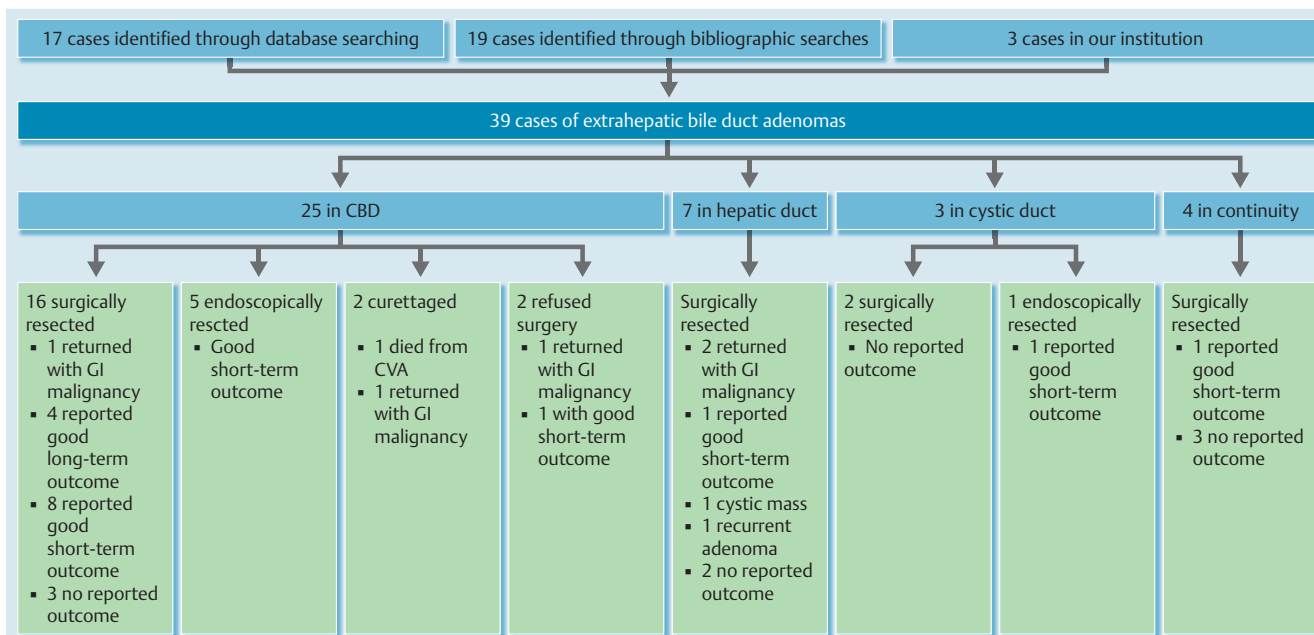 17 cases identified through database searching
19 cases identified through bibliographic searches
3 cases in our institution
39 cases of extrahepatic bile duct adenomas
25 in CBD
7 in hepatic duct
3 in cystic duct
4 in continuity
16 surgically
resected
▪ 1 returned
with GI
malignancy
▪ 4 reported
good
long-term
outcome
▪ 8 reported
good
short-term
outcome
▪ 3 no reported
outcome
5 endoscopically
rescted
▪ Good
short-term
outcome
2 curettaged
▪ 1 died from
CVA
▪ 1 returned
with GI
malignancy
2 refused
surgery
▪ 1 returned
with GI
malignancy
▪ 1 with good
short-term
outcome
Surgically
resected
▪ 2 returned
with GI
malignancy
▪ 1 reported
good
short-term
outcome
▪ 1 cystic mass
▪ 1 recurrent
adenoma
▪ 2 no reported
outcome
2 surgically
resected
▪ No reported
outcome
1 endoscopically
resected
▪ 1 reported
good
short-term
outcome
Surgically
resected
▪ 1 reported
good
short-term
outcome
▪ 3 no reported
outcome